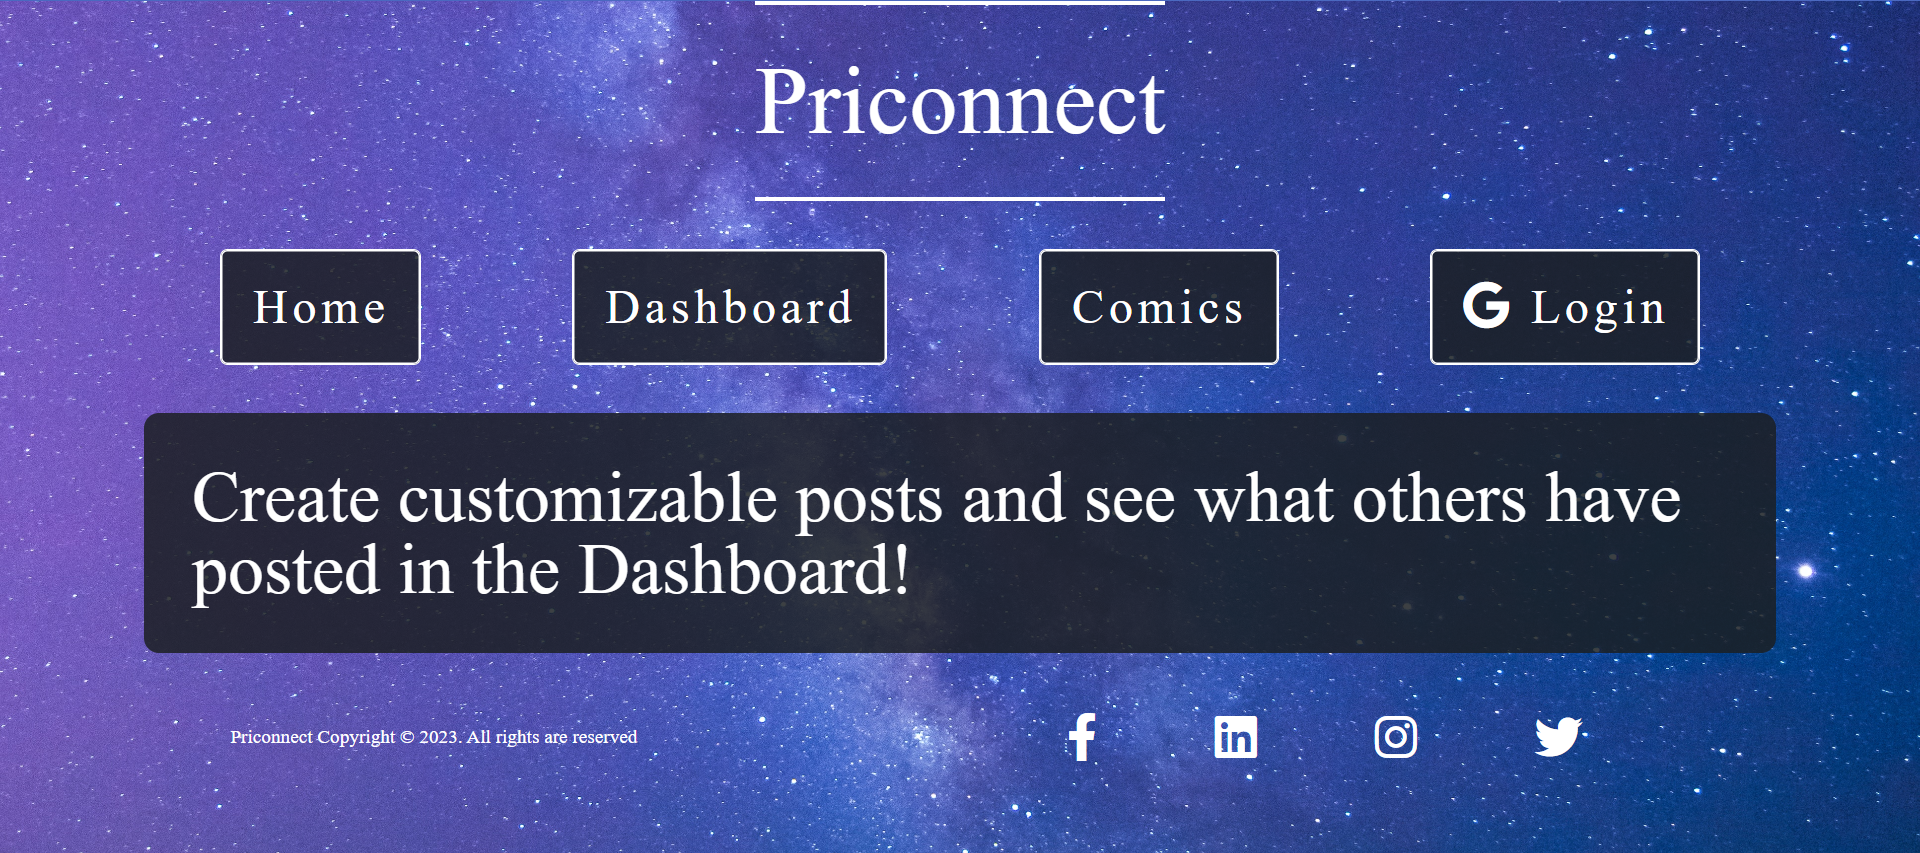 Priconnect
Home
Dashboard
Comics
Login
Create customizable posts and see what others have
posted in the Dashboard!
Priconnect Copyright © 2023. All rights are reserved